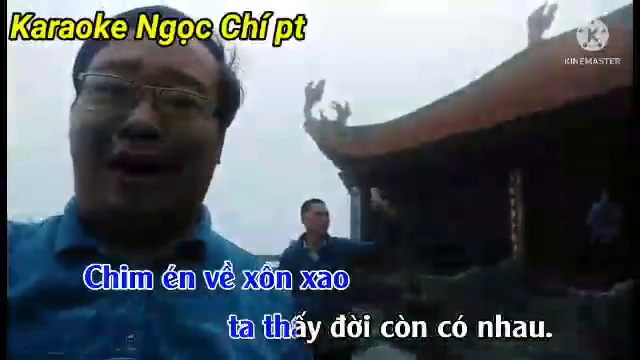 Karaoke Ngọc Chí pt
KINEMASTER
Chim én về xôn xao
ta thấy đời còn có nhau.